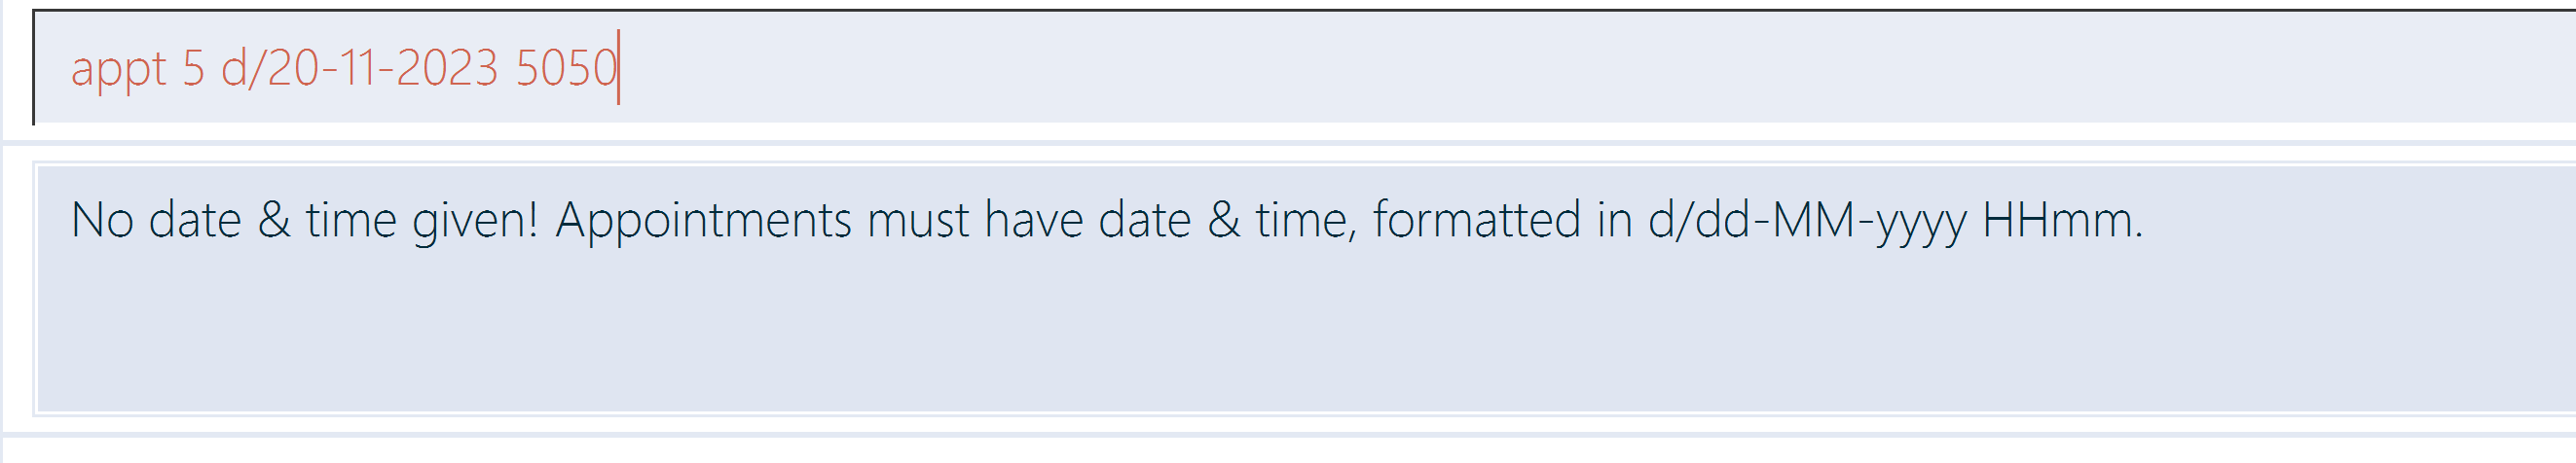 appt 5 d/20-11-2023 5050
No date & time given! Appointments must have date & time, formatted in d/dd-MM-yyyy HHmm.